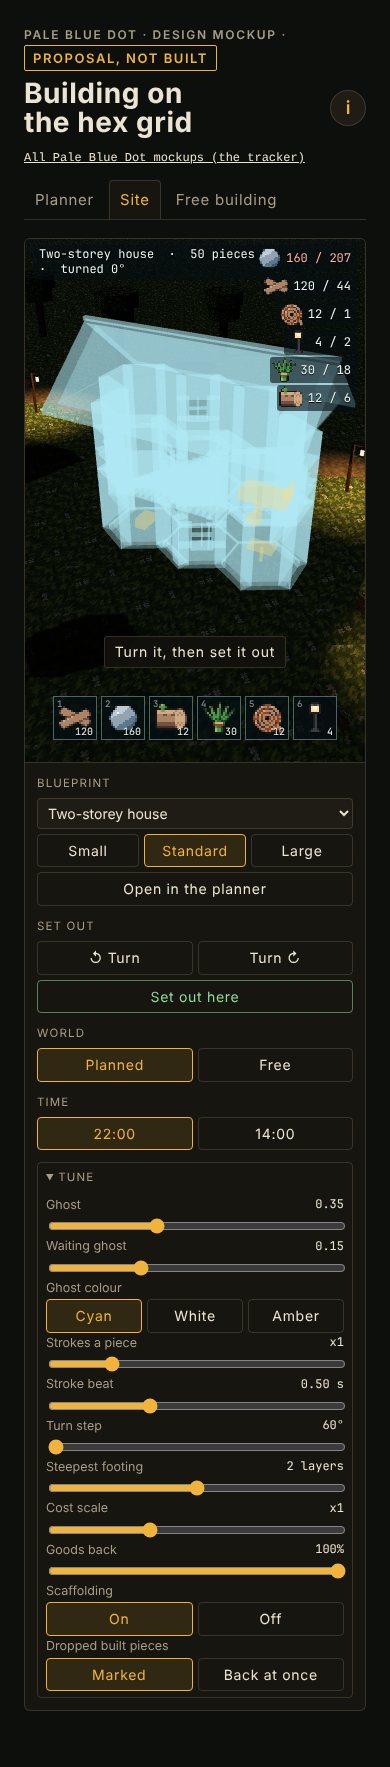 PALE BLUE DOT · DESIGN MOCKUP ·
PROPOSAL, NOT BUILT
Building on
the hex grid
i
All Pale Blue Dot mockups (the tracker)
Planner
Site
Free building
Two-storey house · 50 pieces
· turned 0°
160 / 207
120 / 44
12 / 1
4 / 2
30 / 18
12 / 6
Turn it, then set it out
1 120
2 160
3 12
4 30
5 12
6 4
BLUEPRINT
Two-storey house
Small
Standard
Large
Open in the planner
SET OUT
↺ Turn
Turn ↻
Set out here
WORLD
Planned
Free
TIME
22:00
14:00
▼ TUNE
Ghost 0.35
Waiting ghost 0.15
Ghost colour
Cyan
White
Amber
Strokes a piece x1
Stroke beat 0.50 s
Turn step 60°
Steepest footing 2 layers
Cost scale x1
Goods back 100%
Scaffolding
On
Off
Dropped built pieces
Marked
Back at once